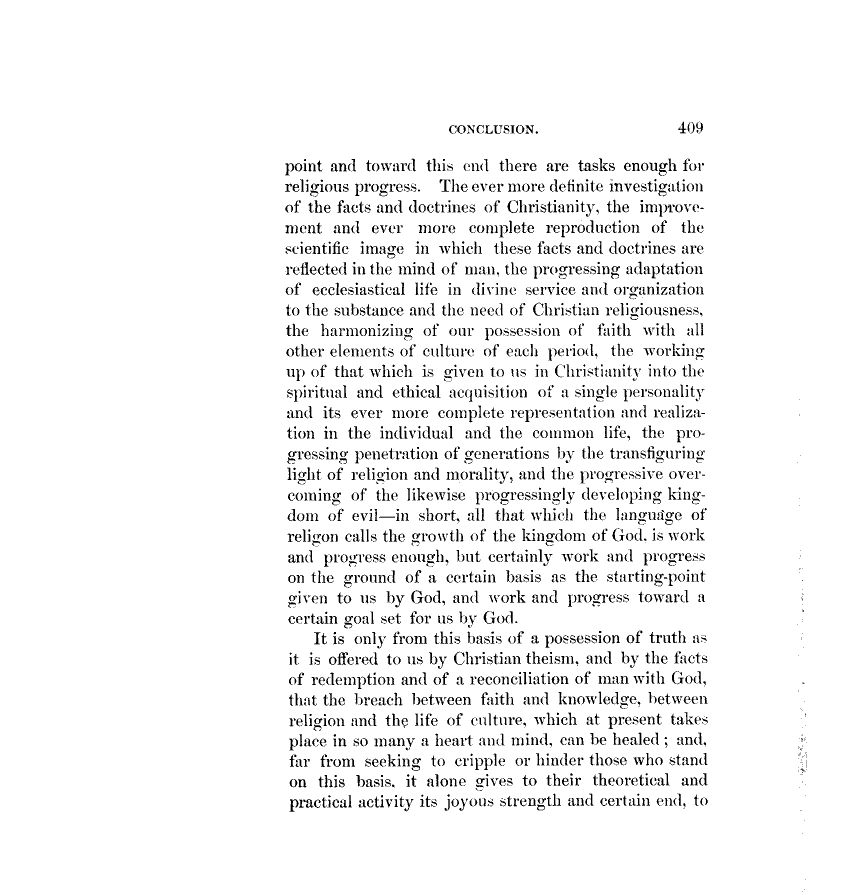 CONCLUSION. 409
point and toward this end there are tasks enough for
religious progress. The ever more definite investigation
of the facts and doctrines of Christianity, the improve-
ment and ever more complete reproduction of the
scientific image in which these facts and doctrines are
reflected in the mind of man, the progressing adaptation
of ecclesiastical life in divine service and organization
to the substance and the need of Christian religiousness,
the harmonizing of our possession of faith with all
other elements of culture of each period, the working
up of that which is given to us in Christianity into the
spiritual and ethical acquisition of a single personality
and its ever more complete representation and realiza-
tion in the individual and the common life, the pro-
gressing penetration of generations by the transfiguring
light of religion and morality, and the progressive over-
coming of the likewise progressingly developing king-
dom of evil—in short, all that which the language of
religon calls the growth of the kingdom of God, is work
and progress enough, but certainly work and progress
on the ground of a certain basis as the starting-point
given to us by God, and work and progress toward a
certain goal set for us by God.
It is only from this basis of a possession of truth as
it is offered to us by Christian theism, and by the facts
of redemption and of a reconciliation of man with God,
that the breach between faith and knowledge, between
religion and the life of culture, which at present takes
place in so many a heart and mind, can be healed ; and,
far from seeking to cripple or hinder those who stand
on this basis, it alone gives to their theoretical and
practical activity its joyous strength and certain end, to